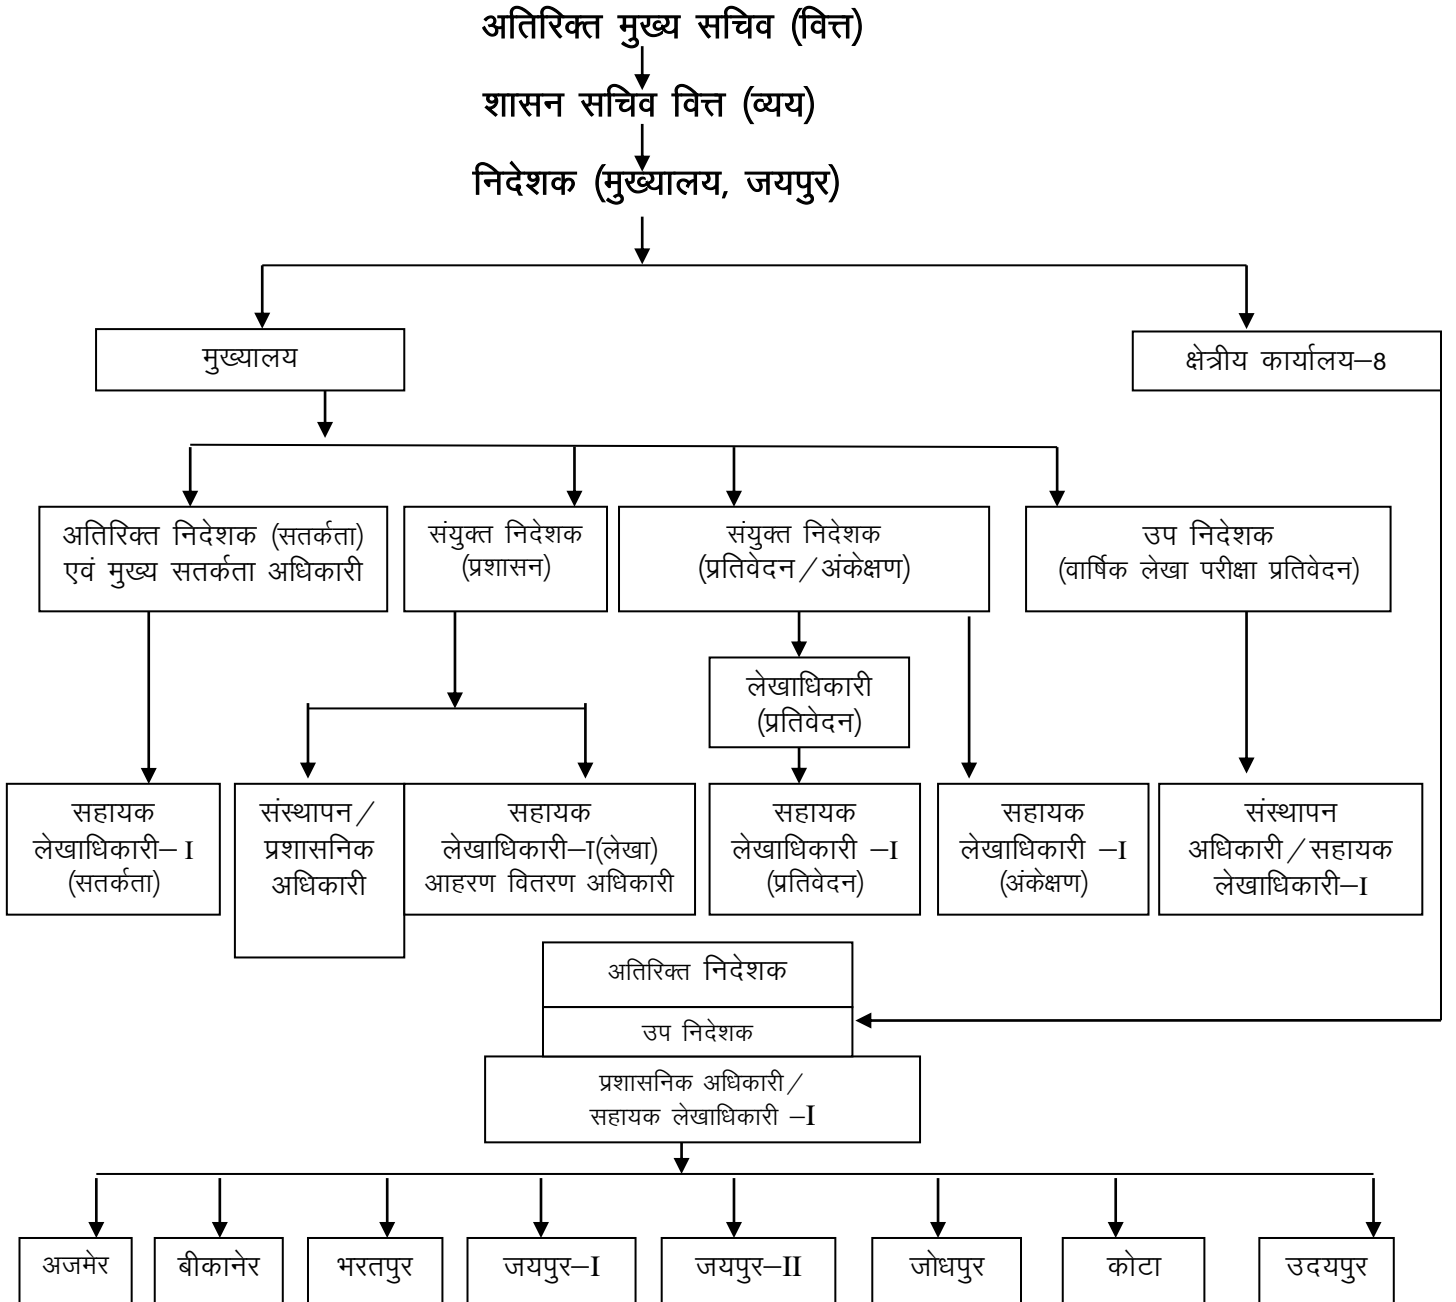 अतिरिक्त मुख्य सचिव (वित्त)
शासन सचिव वित्त (व्यय)
निदेशक (मुख्यालय, जयपुर)
मुख्यालय
क्षेत्रीय कार्यालय–8
अतिरिक्त निदेशक (सतर्कता)
एवं मुख्य सतर्कता अधिकारी
संयुक्त निदेशक
(प्रशासन)
संयुक्त निदेशक
(प्रतिवेदन/अंकेक्षण)
उप निदेशक
(वार्षिक लेखा परीक्षा प्रतिवेदन)
लेखाधिकारी
(प्रतिवेदन)
सहायक
लेखाधिकारी– I
(सतर्कता)
संस्थापन/
प्रशासनिक
अधिकारी
सहायक
लेखाधिकारी–I(लेखा)
आहरण वितरण अधिकारी
सहायक
लेखाधिकारी –I
(प्रतिवेदन)
सहायक
लेखाधिकारी –I
(अंकेक्षण)
संस्थापन
अधिकारी/सहायक
लेखाधिकारी–I
अतिरिक्त निदेशक
उप निदेशक
प्रशासनिक अधिकारी/
सहायक लेखाधिकारी –I
अजमेर
बीकानेर
भरतपुर
जयपुर–I
जयपुर–II
जोधपुर
कोटा
उदयपुर